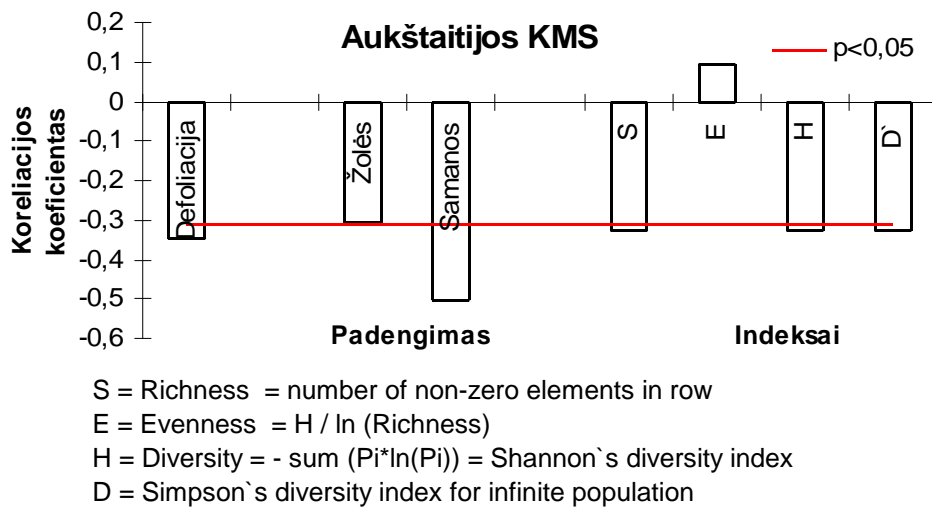 Aukštaitijos KMS
p<0,05
Koreliacijos
koeficientas
0,2
0,1
0
-0,1
-0,2
-0,3
-0,4
-0,5
-0,6
Defoliacija
Žolės
Samanos
S
E
H
D`
Padengimas
Indeksai
S = Richness = number of non-zero elements in row
E = Evenness = H / ln (Richness)
H = Diversity = - sum (Pi*ln(Pi)) = Shannon`s diversity index
D = Simpson`s diversity index for infinite population